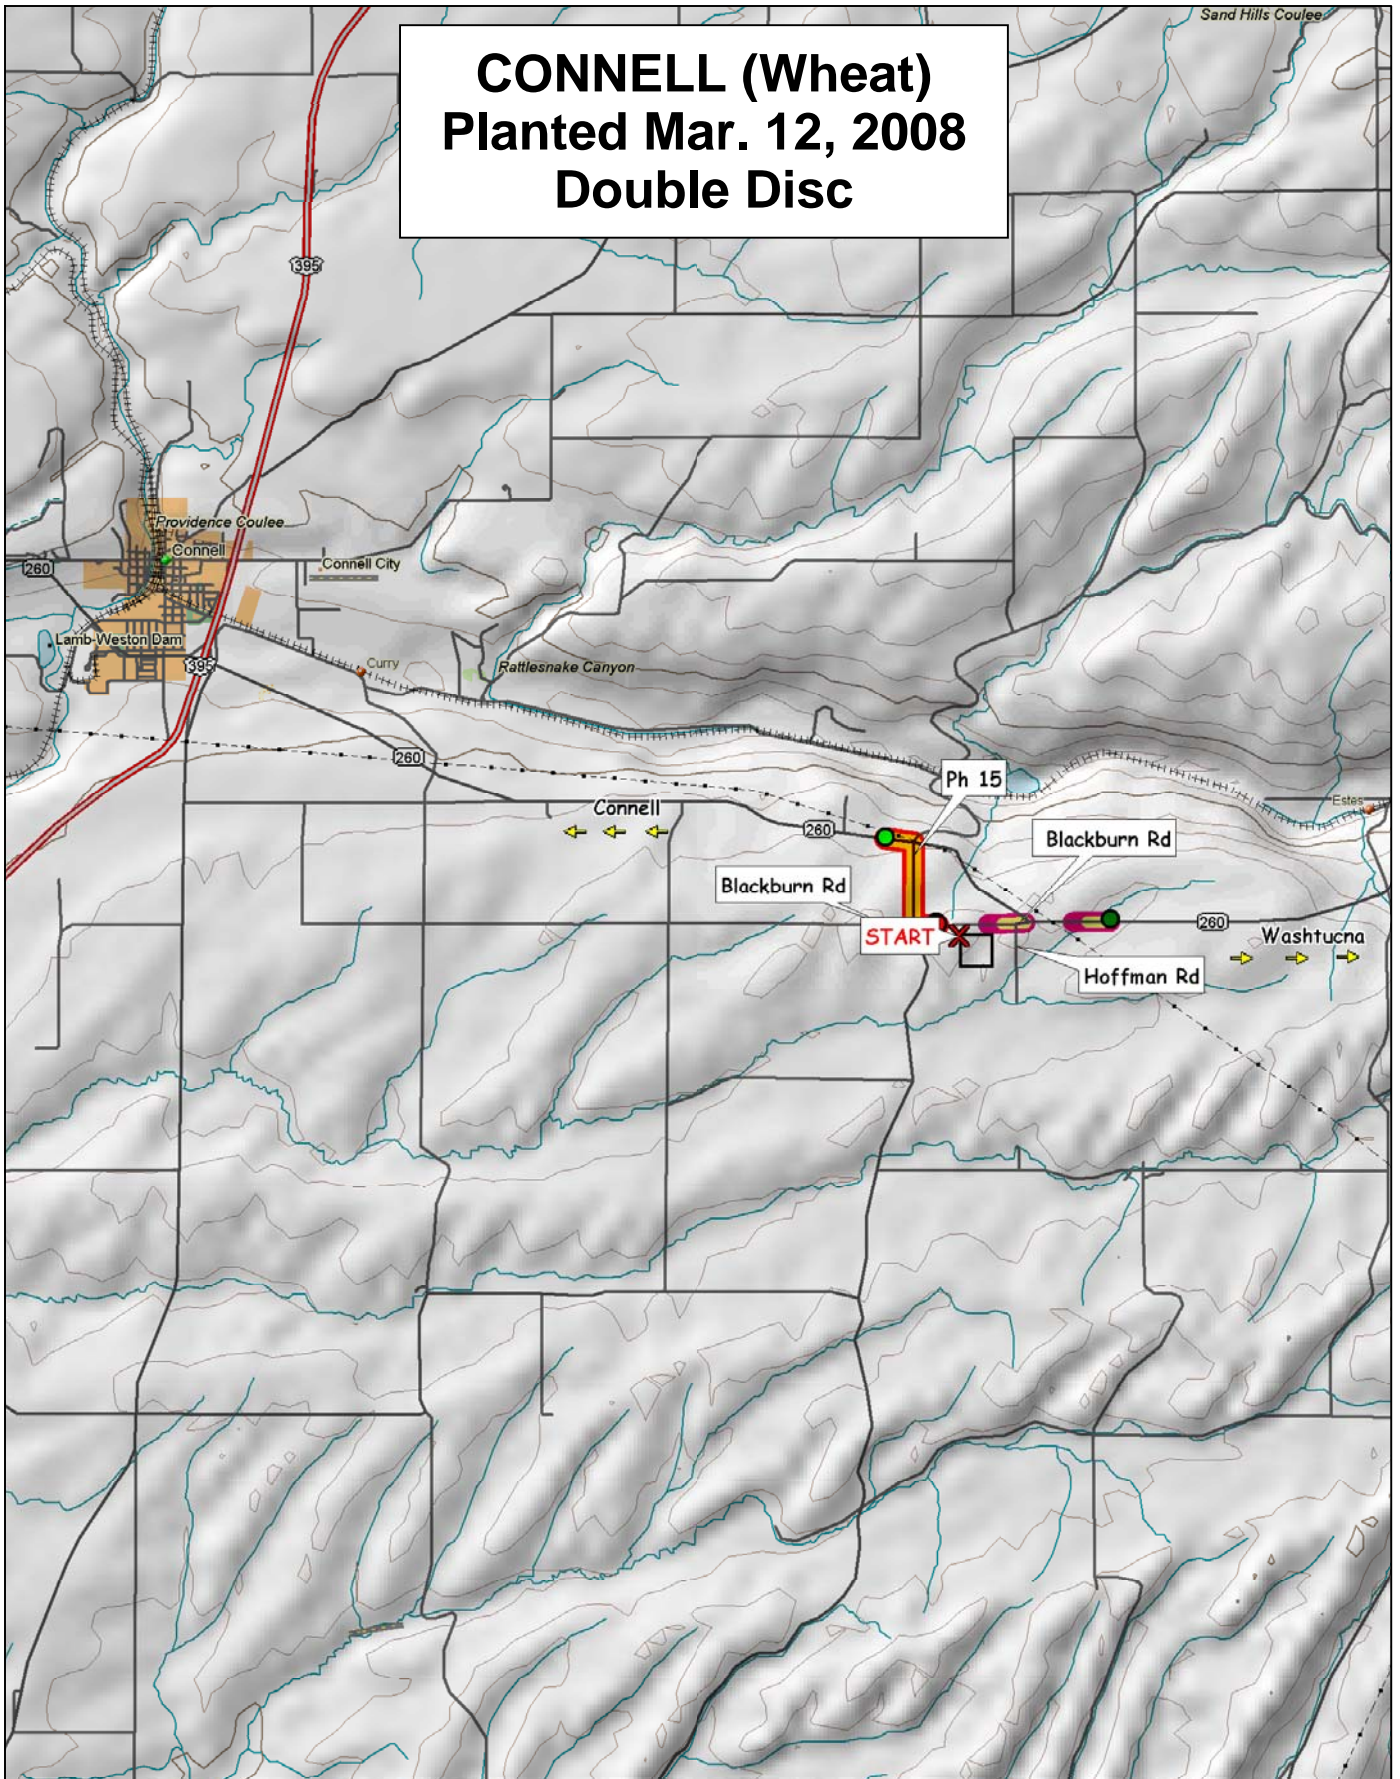 Sand Hills Coulee
CONNELL (Wheat)
Planted Mar. 12, 2008
Double Disc
395
Providence Coulee
Connell
260
Connell City
Lamb-Weston Dam
395
Curry
Rattlesnake Canyon
260
Ph 15
Connell
260
Estes
Blackburn Rd
Blackburn Rd
START
260
Washtucna
Hoffman Rd